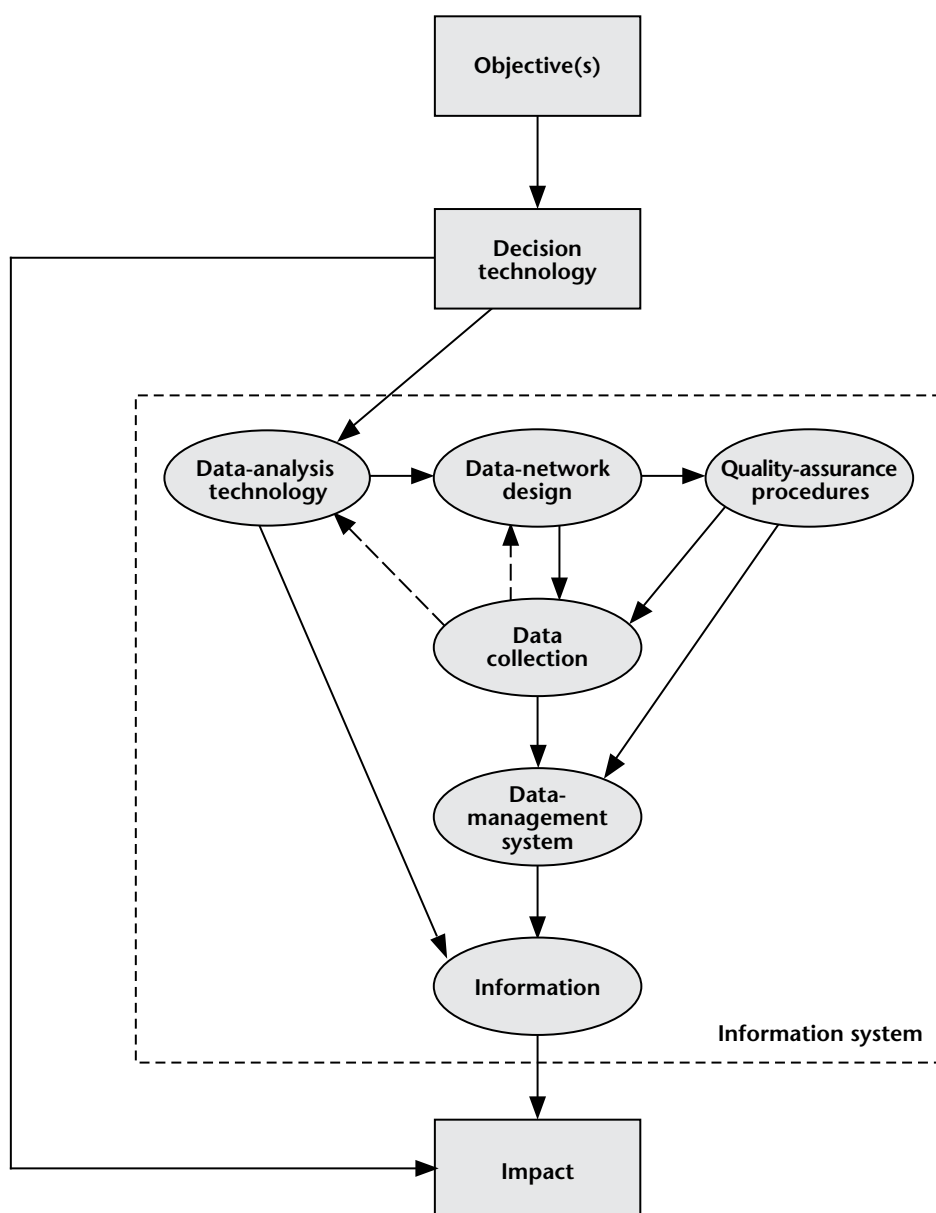 Objective(s)
Decision
technology
Data-analysis
technology
Data-network
design
Quality-assurance
procedures
Data
collection
Data-
management
system
Information
Information system
Impact